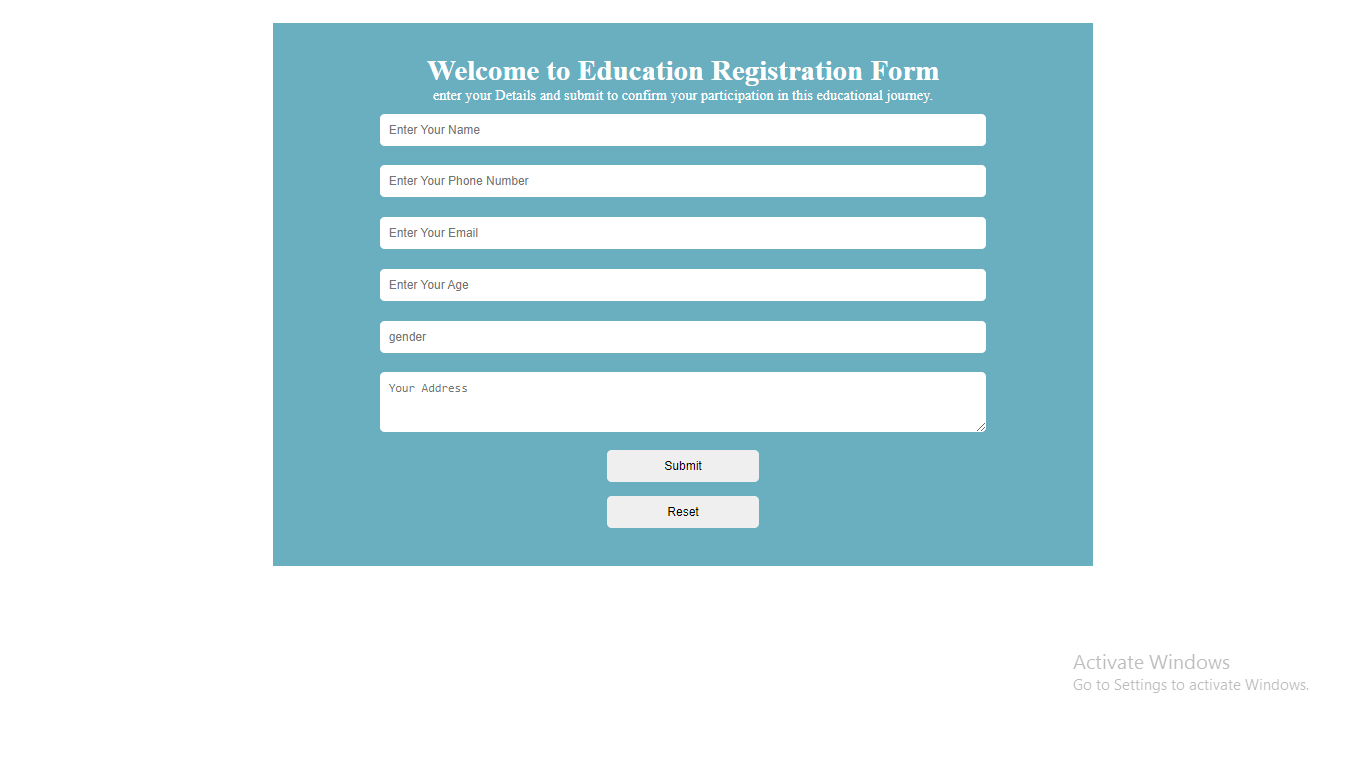 Welcome to Education Registration Form
enter your Details and submit to confirm your participation in this educational journey.
Enter Your Name
Enter Your Phone Number
Enter Your Email
Enter Your Age
gender
Your Address
Submit
Reset
Activate Windows
Go to Settings to activate Windows.